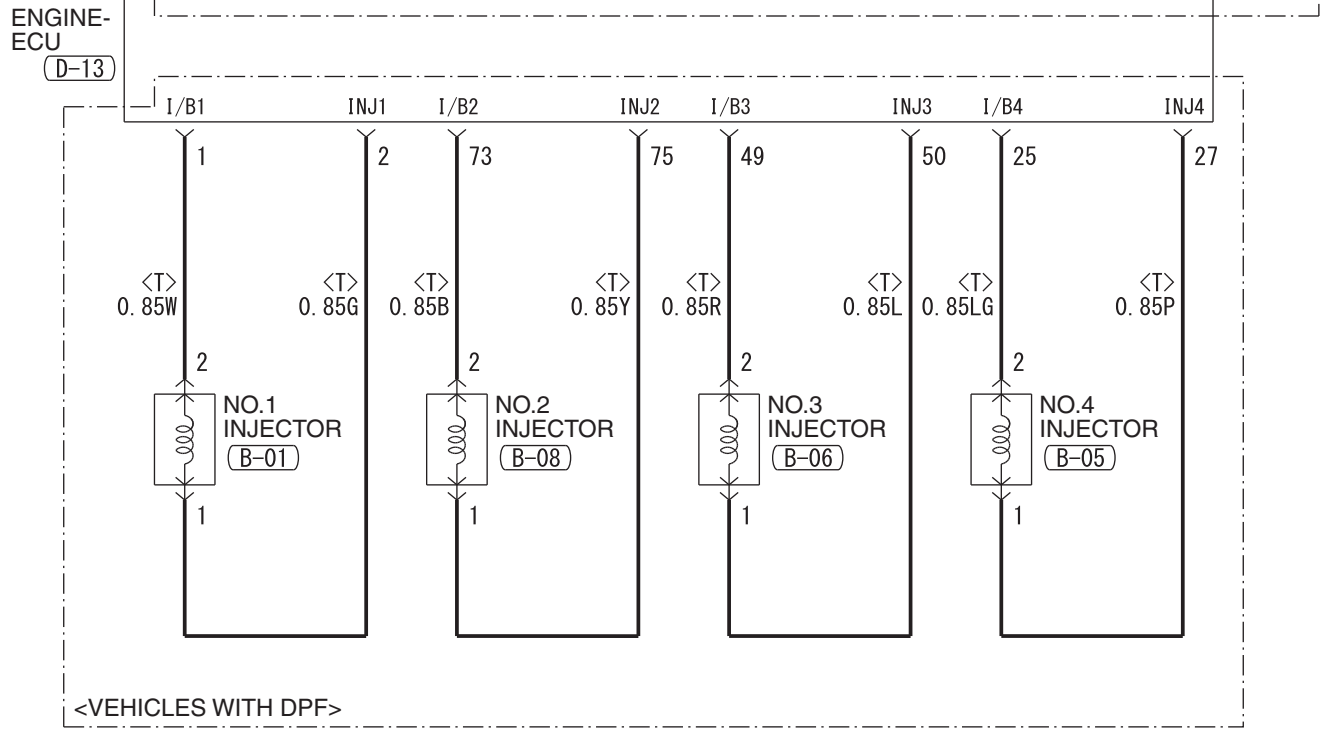 ENGINE-
ECU
D-13
I/B1 INJ1 I/B2 INJ2 I/B3 INJ3 I/B4 INJ4
1 2 73 75 49 50 25 27
<T> <T> <T> <T> <T> <T> <T> <T>
0.85W 0.85G 0.85B 0.85Y 0.85R 0.85L 0.85LG 0.85P
2 2 2 2
NO.1 NO.2 NO.3 NO.4
INJECTOR INJECTOR INJECTOR INJECTOR
B-01 B-08 B-06 B-05
1 1 1 1
<VEHICLES WITH DPF>